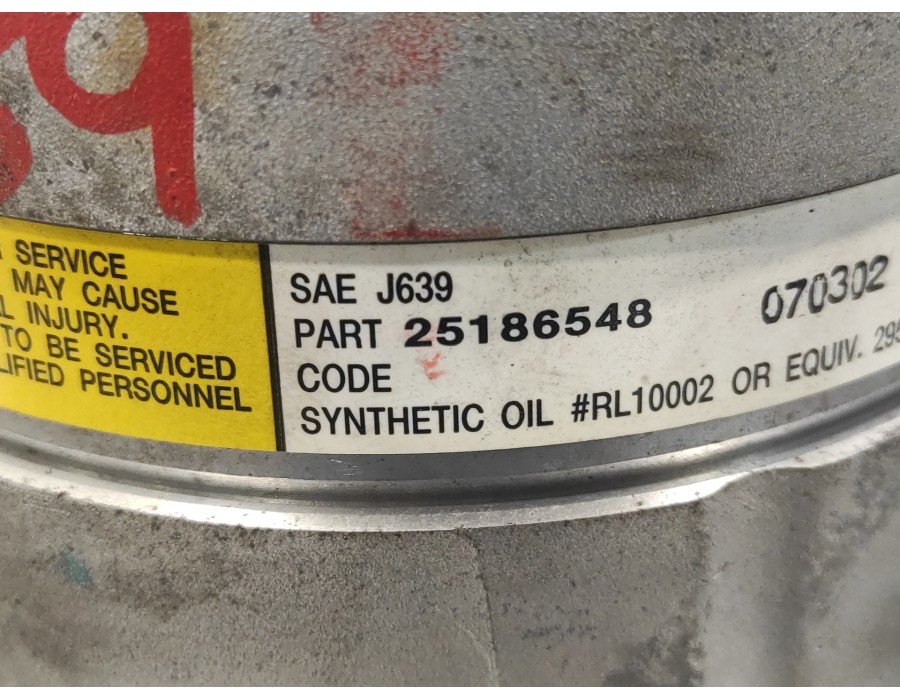 SERVICE
MAY CAUSE
INJURY.
TO BE SERVICED
PERSONNEL
SAE J639
070302
PART 25186548
CODE
SYNTHETIC OIL #RL10002 OR EQUIV. 295